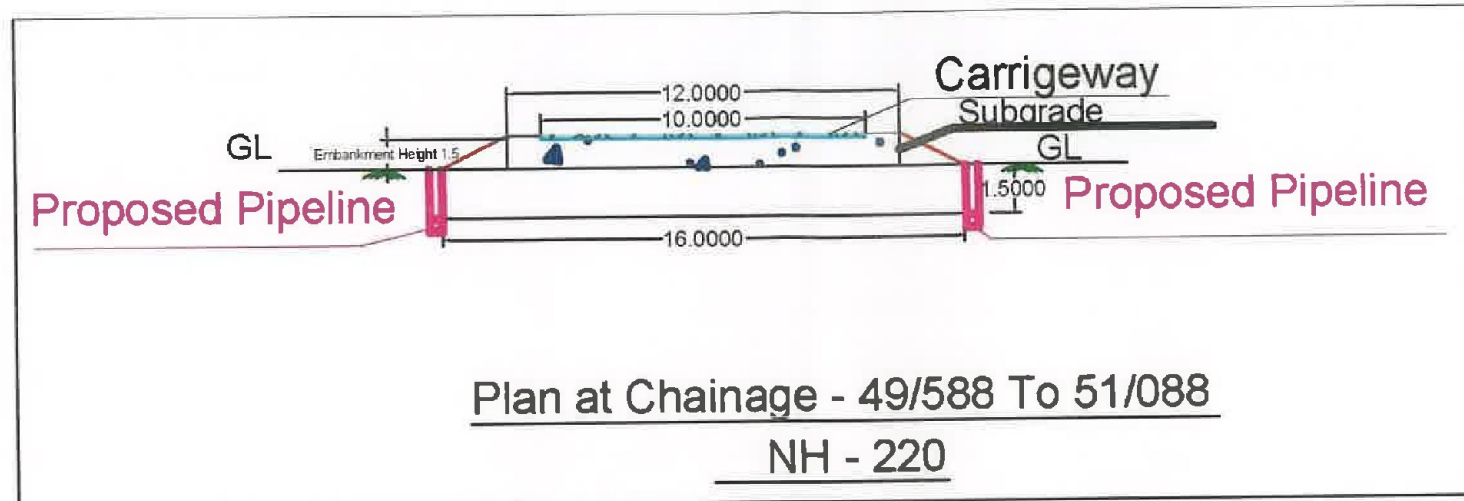 12.0000
10.0000
Carrigeway
Subgrade
GL
GL
Embankment Height 1.5
1.5000
Proposed Pipeline
Proposed Pipeline
16.0000
Plan at Chainage - 49/588 To 51/088
NH - 220